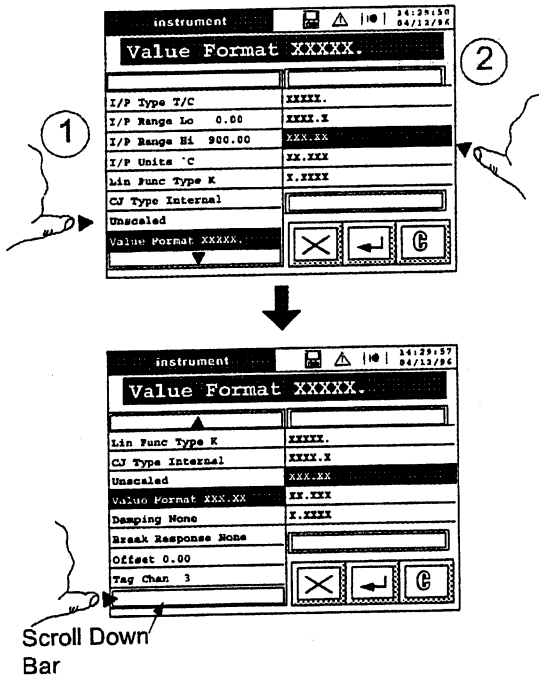 instrument
14:29:50
04/12/96
Value Format XXXXX.
I/P Type T/C
I/P Range Lo 0.00
I/P Range Hi 900.00
I/P Units °C
Lin Func Type K
CJ Type Internal
Unscaled
Value Format XXXXX.
XXXXX.
XXXX.X
XXX.XX
XX.XXX
X.XXXX
C
1
2
instrument
14:29:57
04/12/96
Value Format XXXXX.
Lin Func Type K
CJ Type Internal
Unscaled
Value Format XXX.XX
Damping None
Break Response None
Offset 0.00
Tag Chan 3
XXXXX.
XXXX.X
XXX.XX
XX.XXX
X.XXXX
C
Scroll Down
Bar